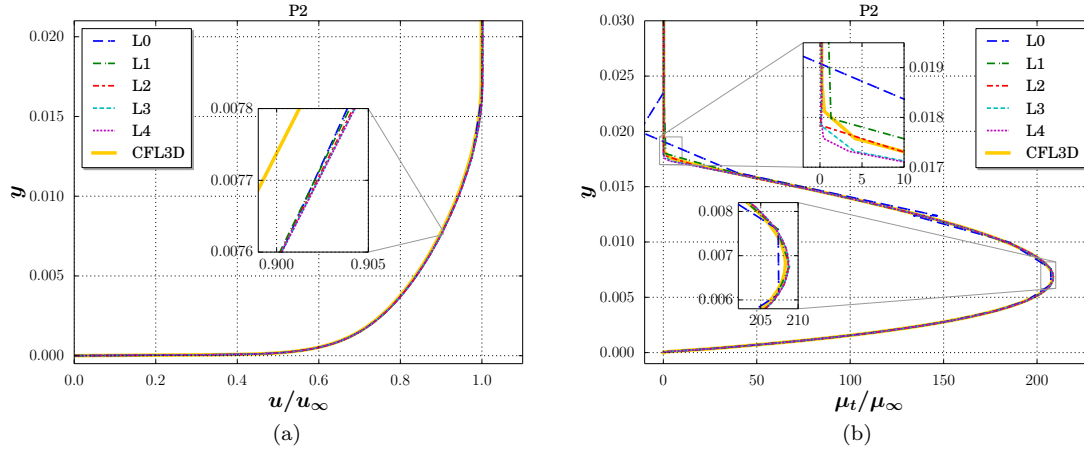 P2
0.020
0.015
0.010
0.005
0.000
y
L0
L1
L2
L3
L4
CFL3D
0.0078
0.0077
0.0076
0.900
0.905
0.0
0.2
0.4
0.6
0.8
1.0
u/u∞
(a)
P2
0.030
0.025
0.020
0.015
0.010
0.005
0.000
y
L0
L1
L2
L3
L4
CFL3D
0.019
0.018
0.017
0
5
10
0.008
0.007
0.006
205
210
0
50
100
150
200
μt/μ∞
(b)